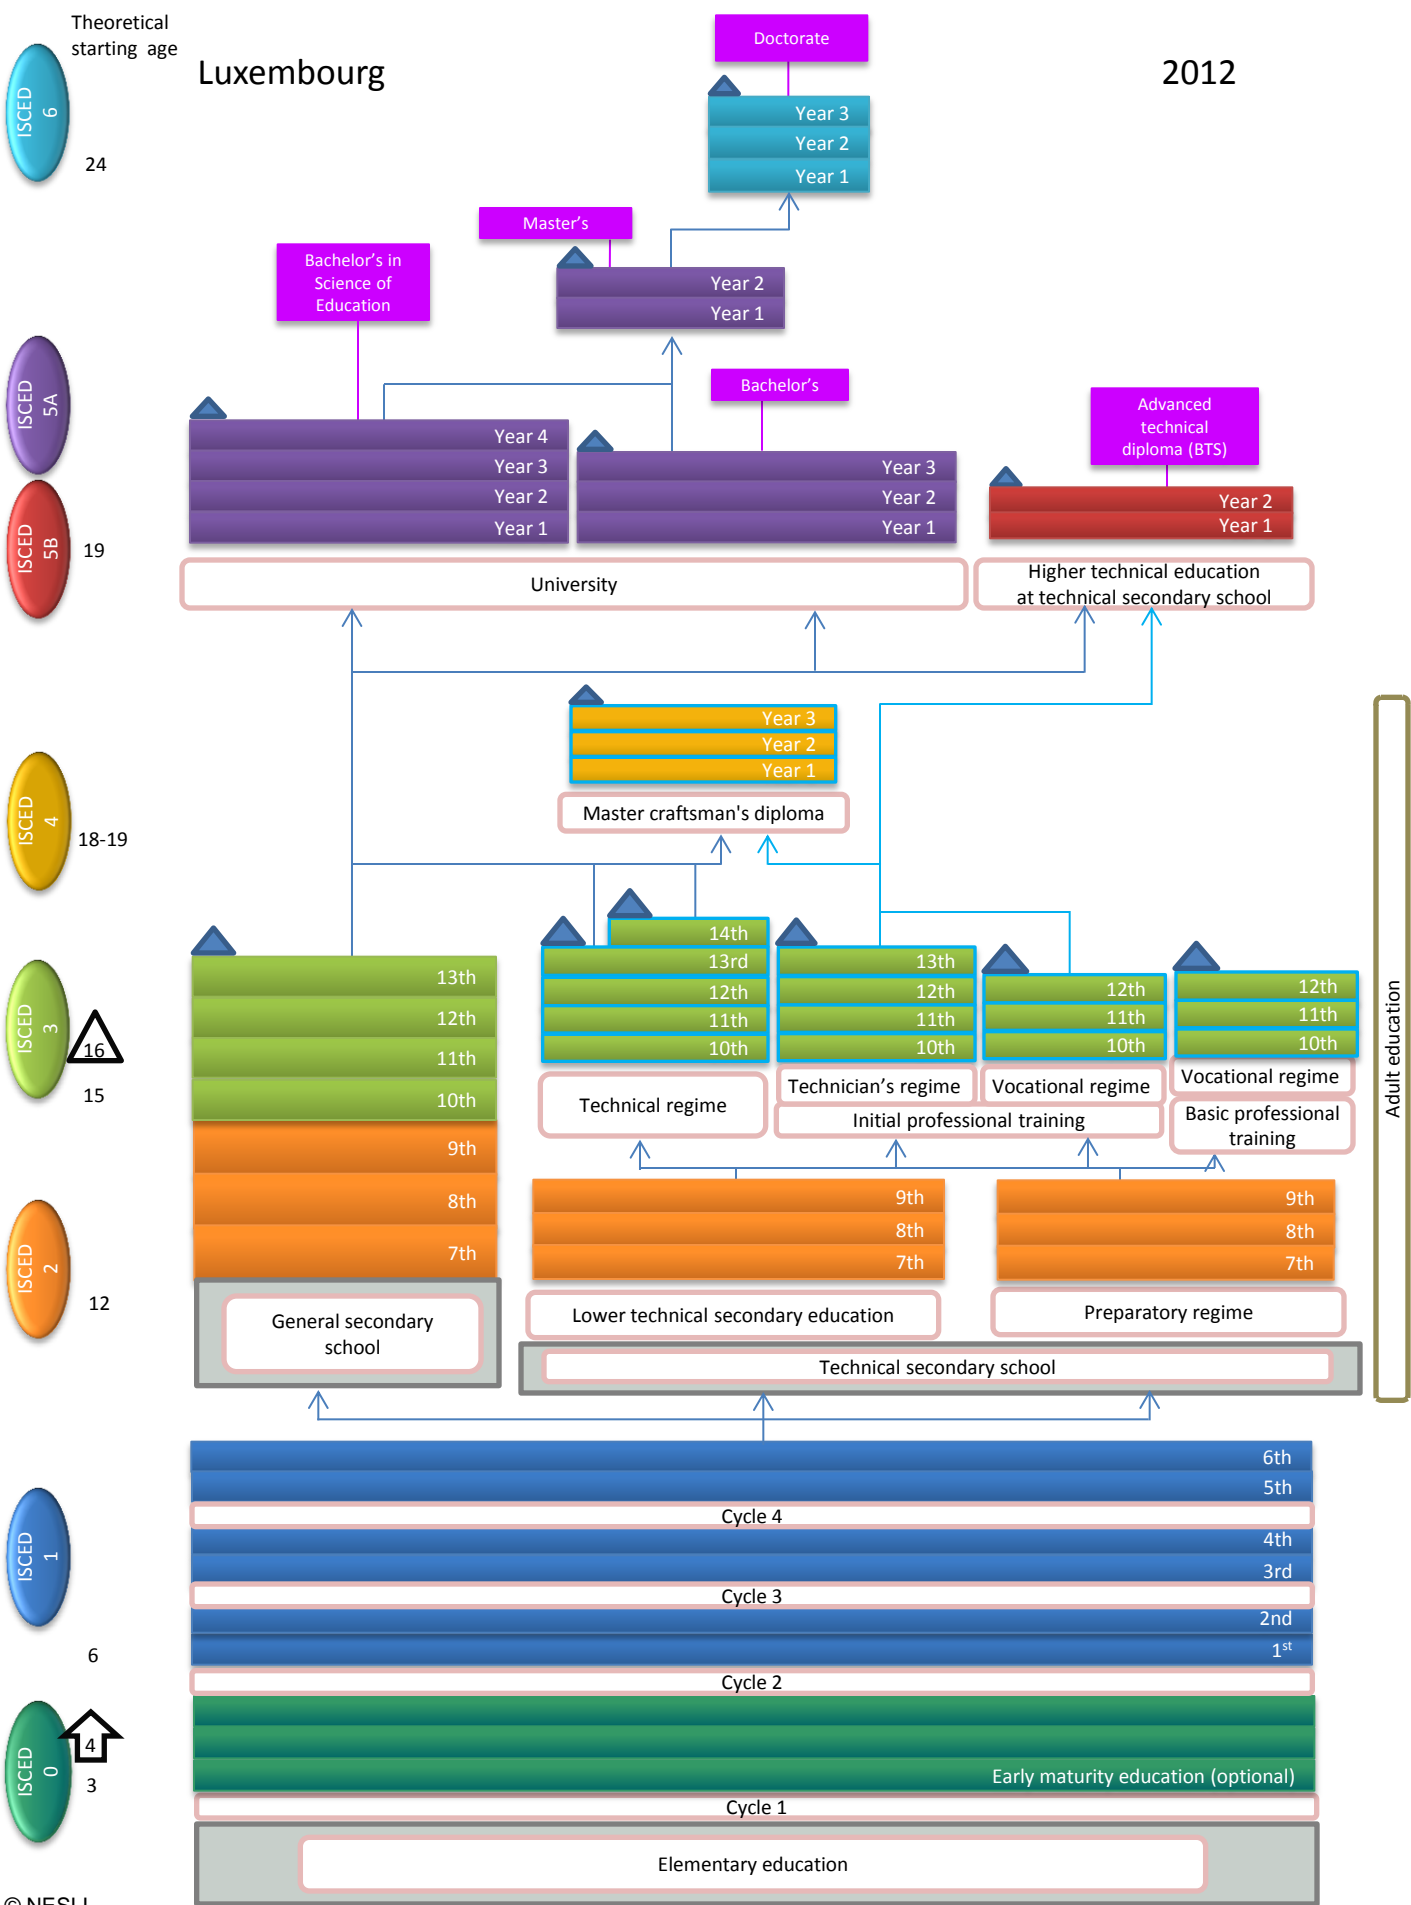 Theoretical
starting age
Luxembourg
2012
Doctorate
ISCED
6
Year 3
Year 2
Year 1
24
Master's
Bachelor's in
Science of
Education
Year 2
Year 1
ISCED
5A
Bachelor's
Advanced
technical
diploma (BTS)
Year 4
Year 3
Year 2
Year 1
Year 3
Year 2
Year 1
Year 2
Year 1
ISCED
5B
19
University
Higher technical education
at technical secondary school
Year 3
Year 2
Year 1
ISCED
4
18-19
Master craftsman's diploma
13th
12th
11th
10th
14th
13rd
12th
11th
10th
13th
12th
11th
10th
12th
11th
10th
12th
11th
10th
ISCED
3
16
15
Technical regime
Technician's regime
Vocational regime
Initial professional training
Vocational regime
Basic professional
training
Adult education
9th
8th
7th
9th
8th
7th
9th
8th
7th
ISCED
2
12
General secondary
school
Lower technical secondary education
Preparatory regime
Technical secondary school
6th
5th
Cycle 4
4th
3rd
Cycle 3
2nd
1st
Cycle 2
ISCED
1
6
ISCED
0
4
3
Early maturity education (optional)
Cycle 1
Elementary education